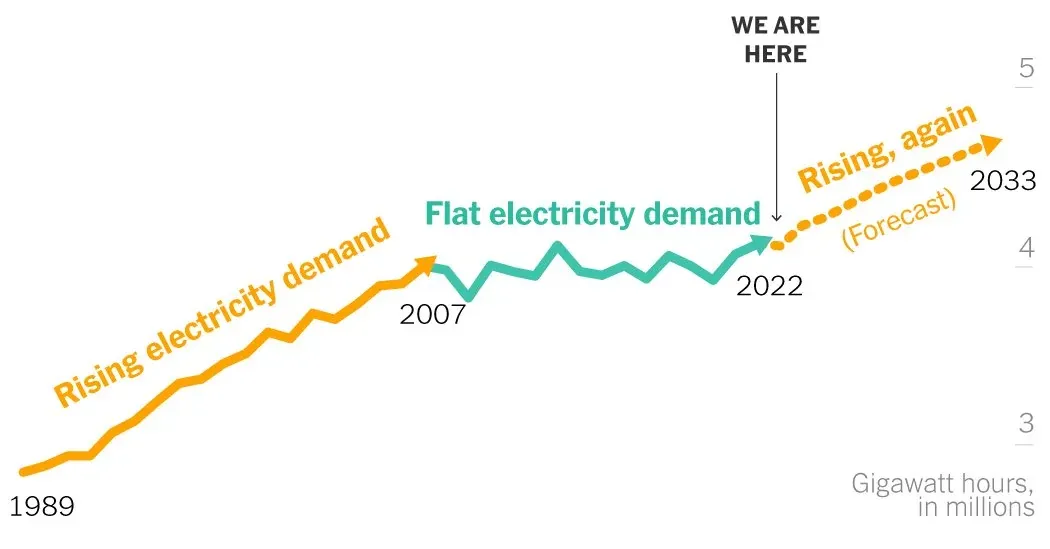 WE ARE
HERE
5
Rising, again
2033
(Forecast)
Flat electricity demand
Rising electricity demand
4
2022
2007
3
Gigawatt hours,
in millions
1989